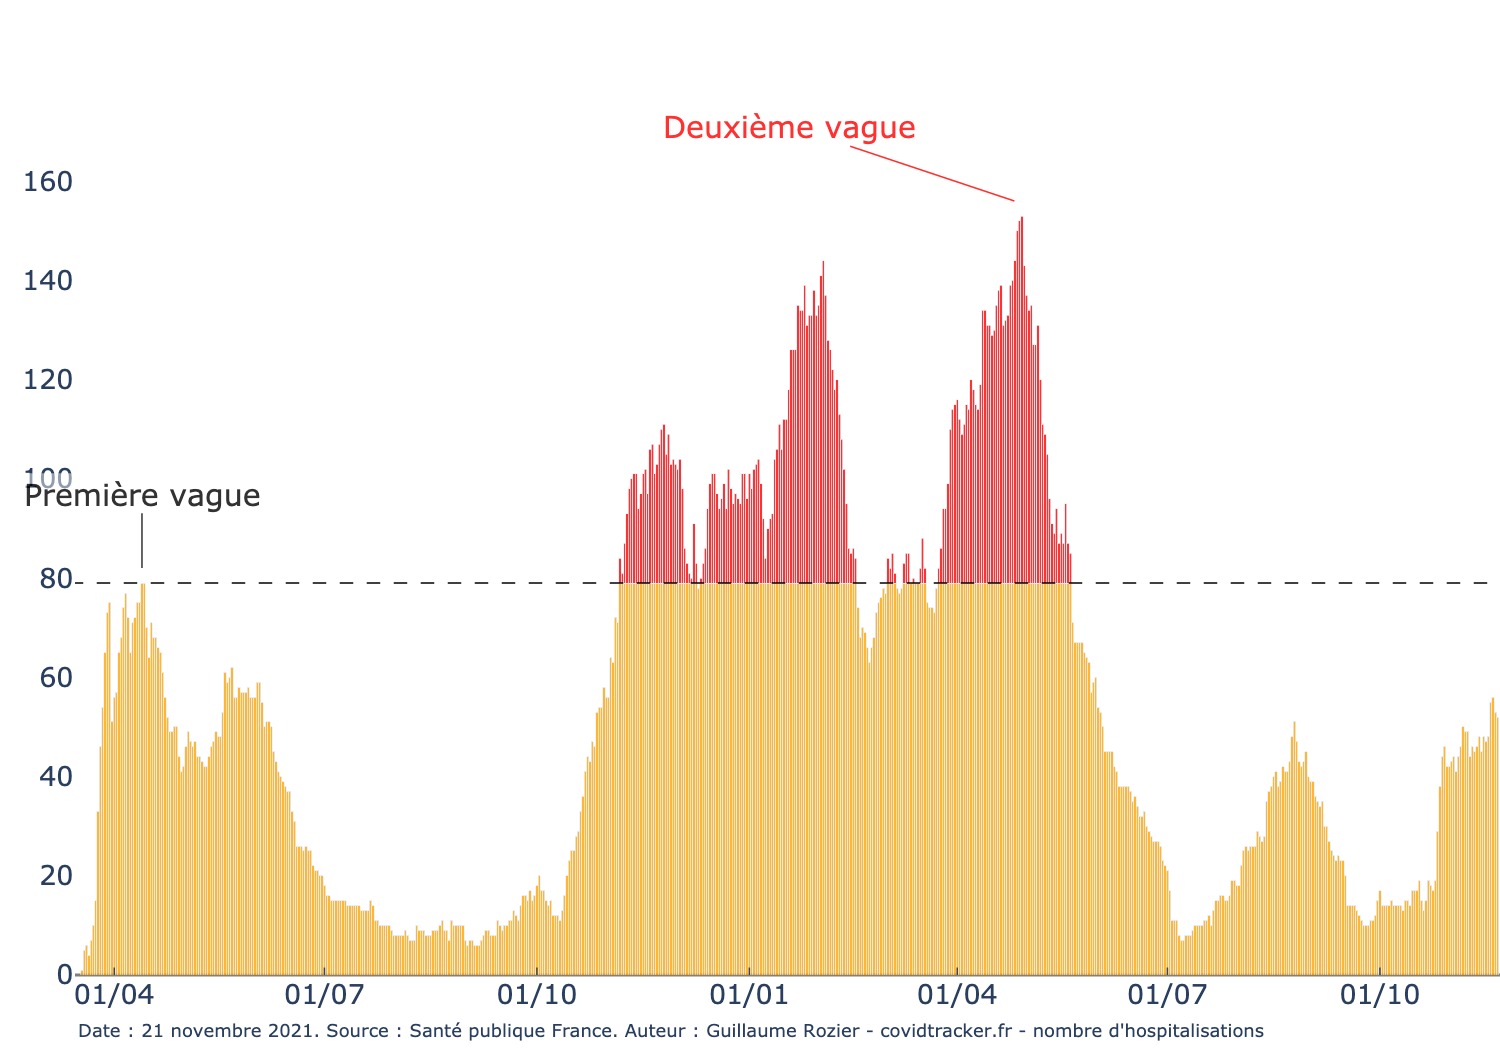 Deuxième vague
160
140
120
100
Première vague
80
60
40
20
0
01/04 01/07 01/10 01/01 01/04 01/07 01/10
Date : 21 novembre 2021. Source : Santé publique France. Auteur : Guillaume Rozier - covidtracker.fr - nombre d'hospitalisations